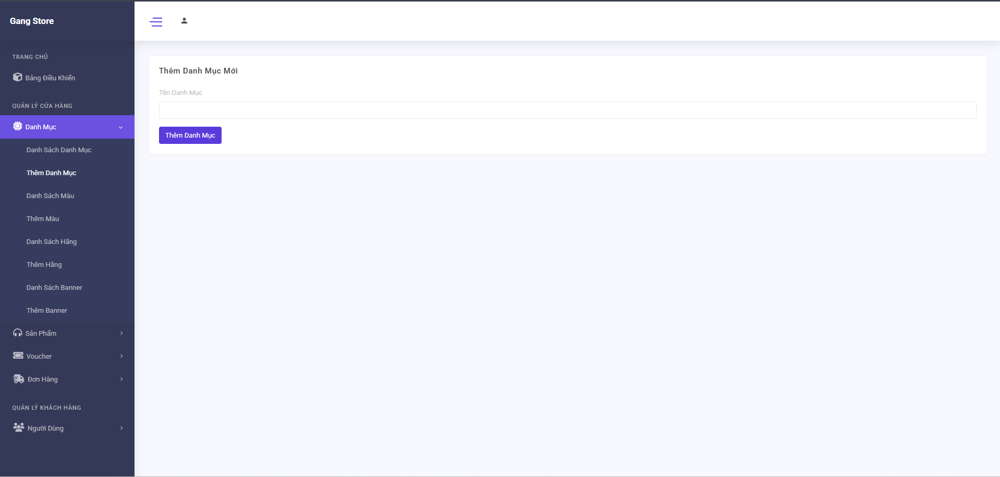 Gang Store
TRANG CHỦ
Bảng Điều Khiển
QUẢN LÝ CỬA HÀNG
Danh Mục
Danh Sách Danh Mục
Thêm Danh Mục
Danh Sách Màu
Thêm Màu
Danh Sách Hãng
Thêm Hãng
Danh Sách Banner
Thêm Banner
Sản Phẩm
Voucher
Đơn Hàng
QUẢN LÝ KHÁCH HÀNG
Người Dùng
Thêm Danh Mục Mới
Tên Danh Mục
Thêm Danh Mục